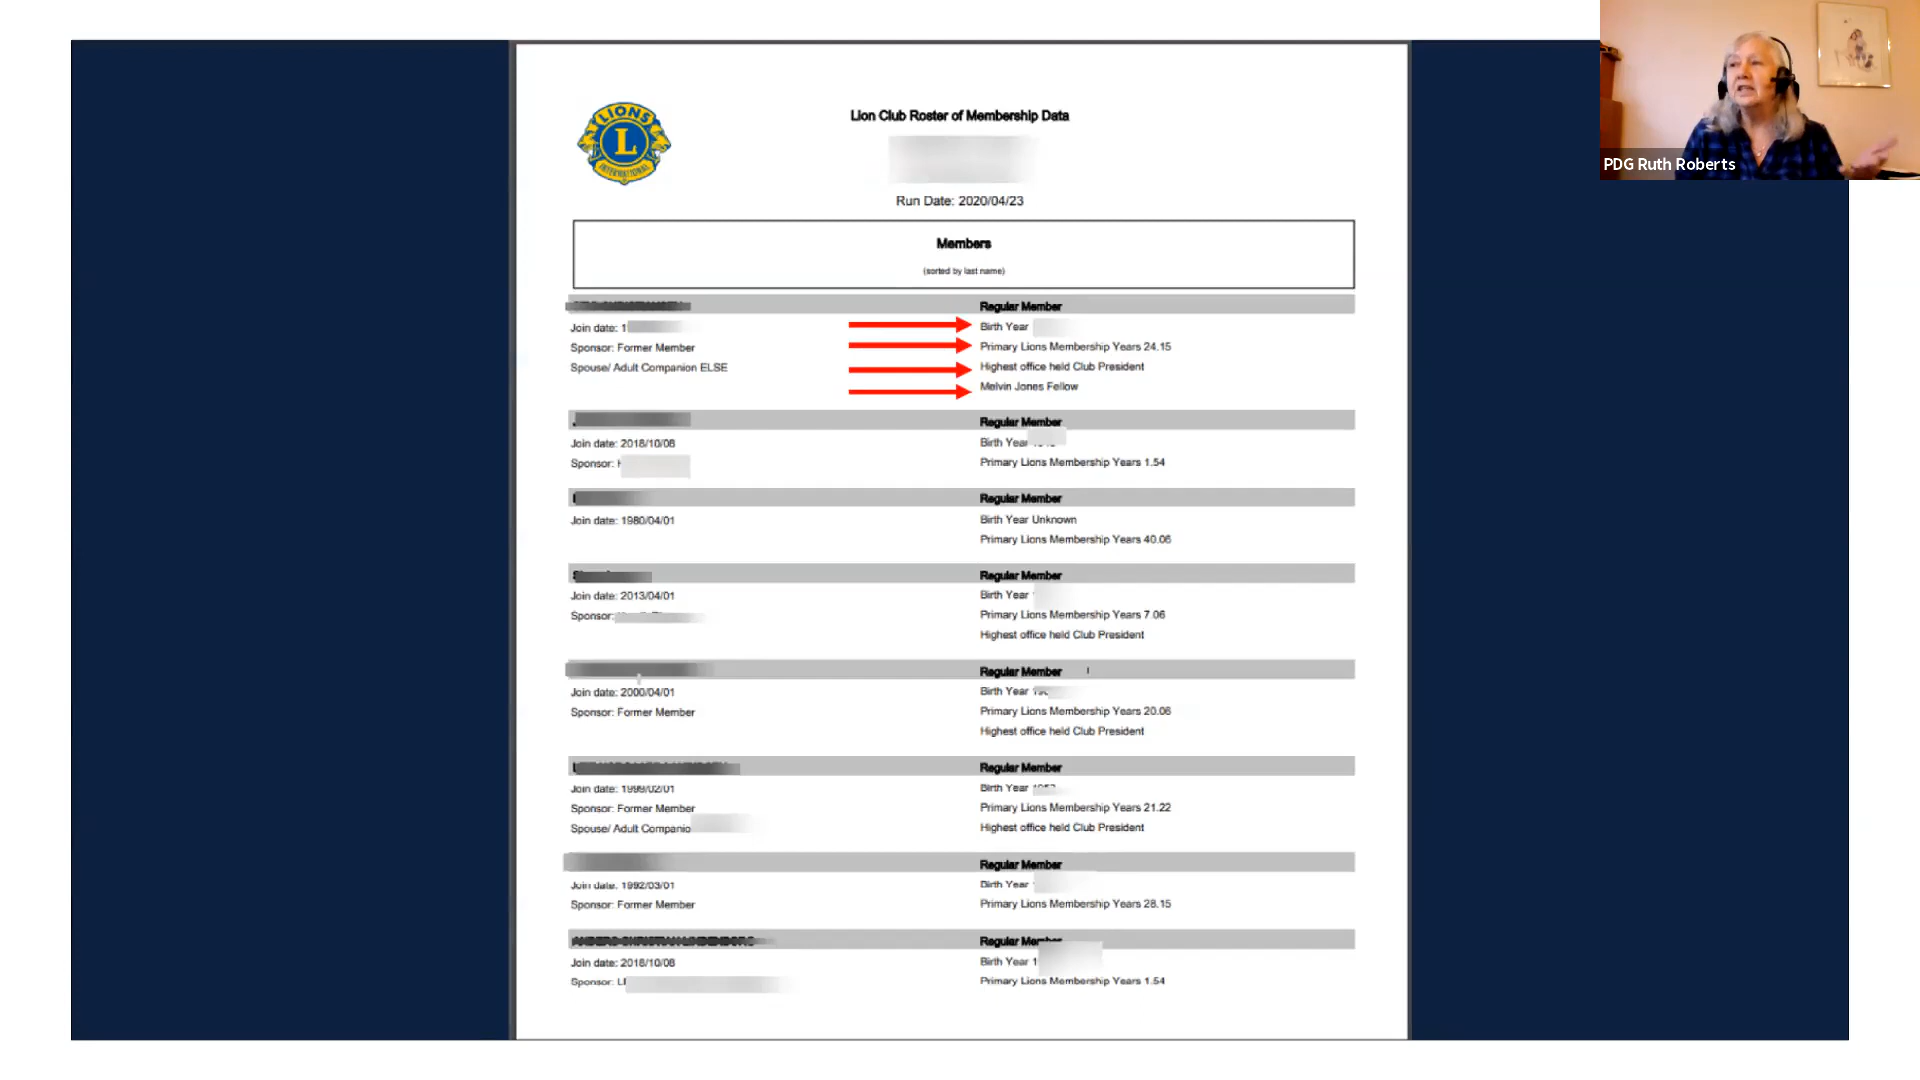 LIONS
L
INTERNATIONAL
Lion Club Roster of Membership Data
PDG Ruth Roberts
Run Date: 2020/04/23
Members
(sorted by last name)
Regular Member
Join date: 1
Birth Year
Sponsor: Former Member
Primary Lions Membership Years 24.15
Spouse/ Adult Companion ELSE
Highest office held Club President
Melvin Jones Fellow
Regular Member
Join date: 2018/10/08
Birth Year
Sponsor:
Primary Lions Membership Years 1.54
Regular Member
Join date: 1980/04/01
Birth Year Unknown
Primary Lions Membership Years 40.06
Regular Member
Join date: 2013/04/01
Birth Year
Sponsor:
Primary Lions Membership Years 7.06
Highest office held Club President
Regular Member
Join date: 2000/04/01
Birth Year
Sponsor: Former Member
Primary Lions Membership Years 20.06
Highest office held Club President
Regular Member
Join date: 1999/02/01
Birth Year
Sponsor: Former Member
Primary Lions Membership Years 21.22
Spouse/ Adult Companio
Highest office held Club President
Regular Member
Join date: 1992/03/01
Birth Year
Sponsor: Former Member
Primary Lions Membership Years 28.15
Regular Member
Join date: 2018/10/08
Birth Year 1
Sponsor:
Primary Lions Membership Years 1.54